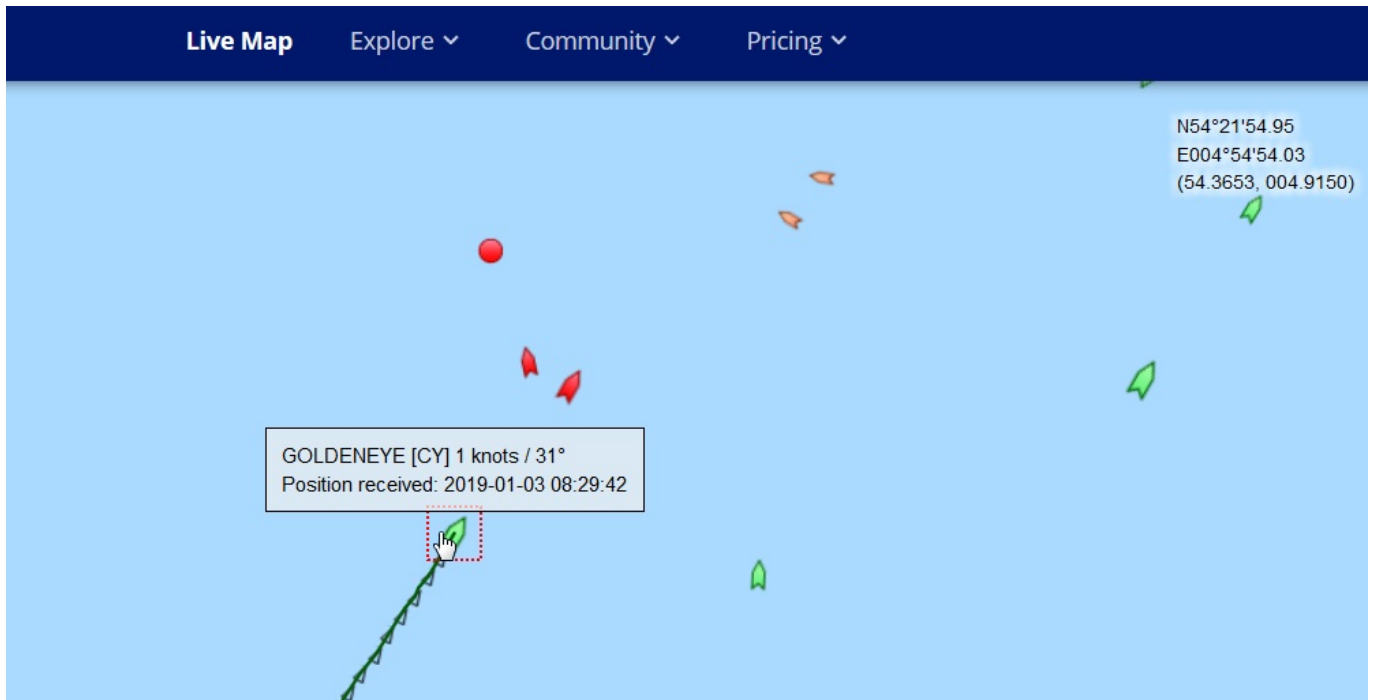 Live Map Explore Community Pricing
N54°21'54.95
E004°54'54.03
(54.3653, 004.9150)
GOLDENEYE [CY] 1 knots / 31°
Position received: 2019-01-03 08:29:42